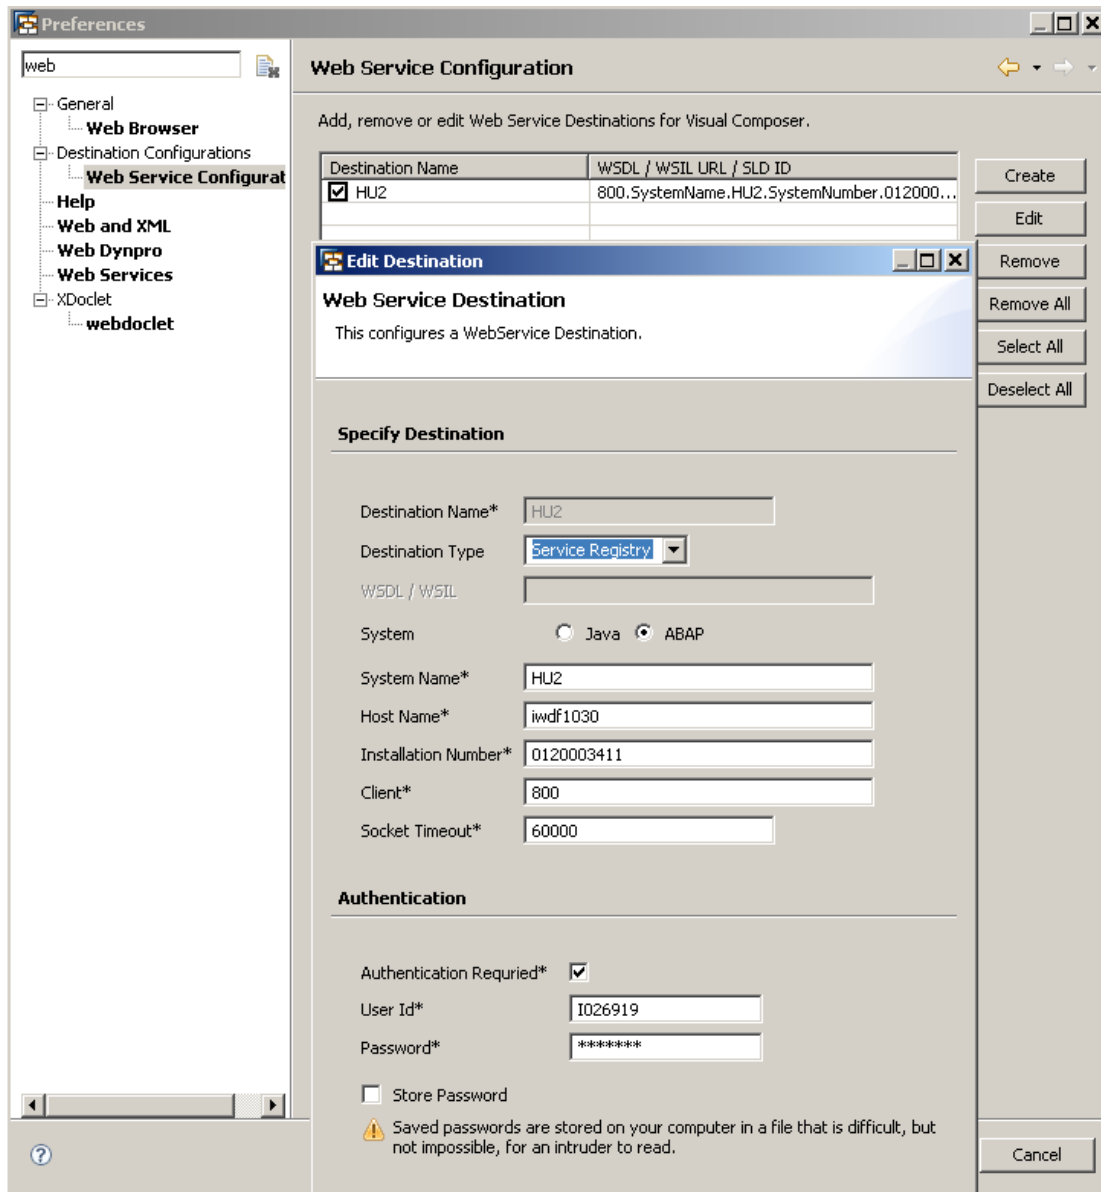 Preferences
web
Web Service Configuration
General
Web Browser
Destination Configurations
Web Service Configurat
Help
Web and XML
Web Dynpro
Web Services
XDoclet
webdoclet
Add, remove or edit Web Service Destinations for Visual Composer.
Destination Name WSDL / WSIL URL / SLD ID
HU2 800.SystemName.HU2.SystemNumber.012000...
Create
Edit
Remove
Remove All
Select All
Deselect All
Edit Destination
Web Service Destination
This configures a WebService Destination.
Specify Destination
Destination Name* HU2
Destination Type Service Registry
WSDL / WSIL
System Java ABAP
System Name* HU2
Host Name* iwdf1030
Installation Number* 0120003411
Client* 800
Socket Timeout* 60000
Authentication
Authentication Requried*
User Id* I026919
Password* *******
Store Password
Saved passwords are stored on your computer in a file that is difficult, but
not impossible, for an intruder to read.
Cancel